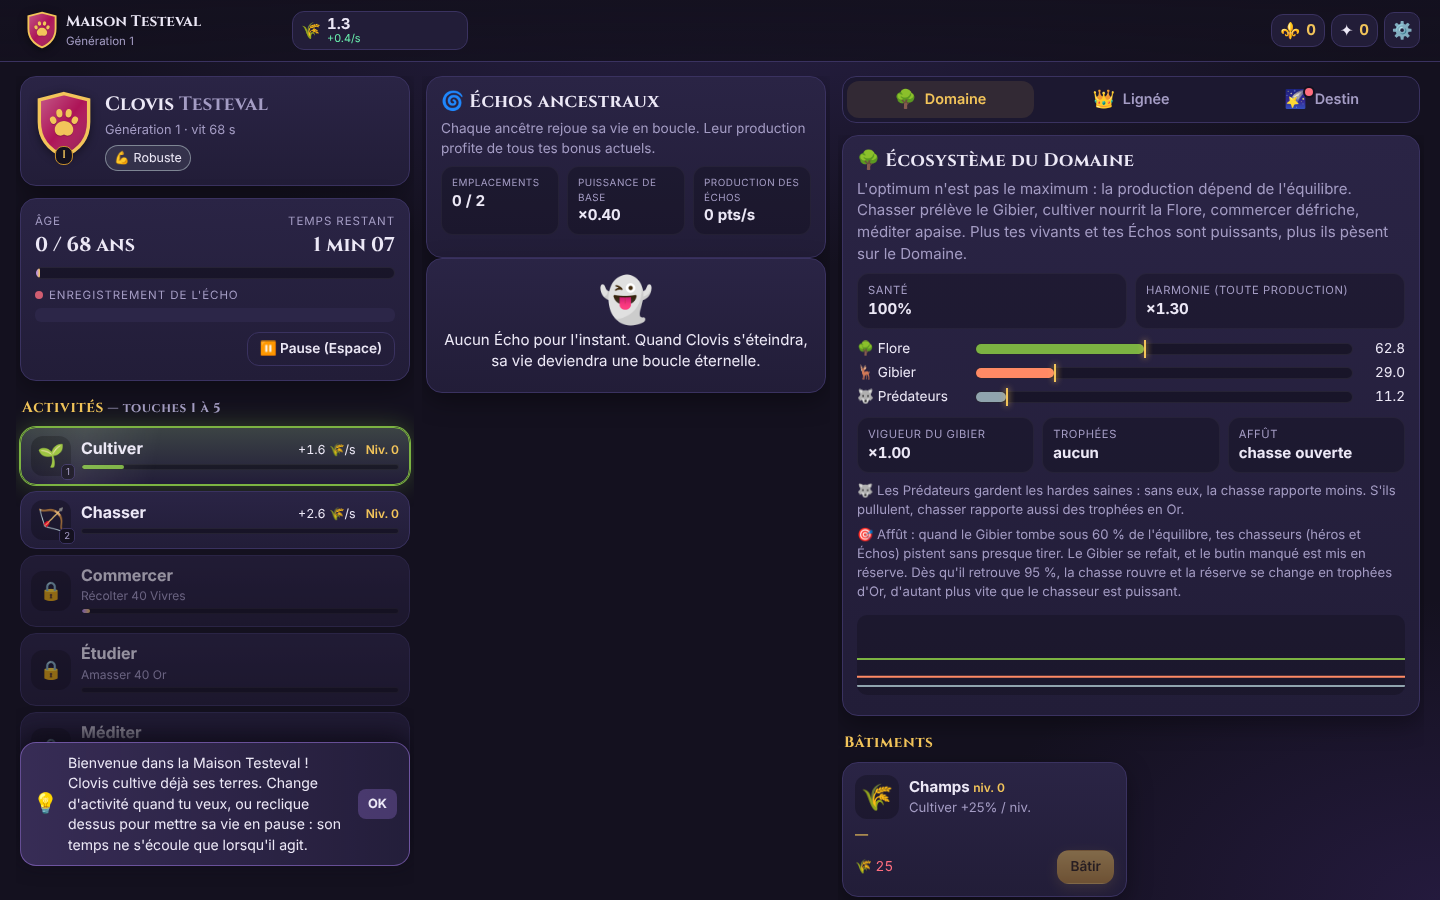 Maison Testeval
Génération 1
1.3
+0.4/s
0
0
Clovis Testeval
Génération 1 · vit 68 s
I
Robuste
ÂGE
TEMPS RESTANT
0 / 68 ans
1 min 07
ENREGISTREMENT DE L'ÉCHO
Pause (Espace)
Activités — touches 1 à 5
Cultiver
+1.6 /s Niv. 0
1
Chasser
+2.6 /s Niv. 0
2
Commercer
Récolter 40 Vivres
Étudier
Amasser 40 Or
Méditer
Bienvenue dans la Maison Testeval !
Clovis cultive déjà ses terres. Change
d'activité quand tu veux, ou reclique
dessus pour mettre sa vie en pause : son
temps ne s'écoule que lorsqu'il agit.
OK
Échos ancestraux
Chaque ancêtre rejoue sa vie en boucle. Leur production
profite de tous tes bonus actuels.
EMPLACEMENTS
0 / 2
PUISSANCE DE
BASE
×0.40
PRODUCTION DES
ÉCHOS
0 pts/s
Aucun Écho pour l'instant. Quand Clovis s'éteindra,
sa vie deviendra une boucle éternelle.
Domaine
Lignée
Destin
Écosystème du Domaine
L'optimum n'est pas le maximum : la production dépend de l'équilibre.
Chasser prélève le Gibier, cultiver nourrit la Flore, commercer défriche,
méditer apaise. Plus tes vivants et tes Échos sont puissants, plus ils pèsent
sur le Domaine.
SANTÉ
100%
HARMONIE (TOUTE PRODUCTION)
×1.30
Flore
62.8
Gibier
29.0
Prédateurs
11.2
VIGUEUR DU GIBIER
×1.00
TROPHÉES
aucun
AFFÛT
chasse ouverte
Les Prédateurs gardent les hardes saines : sans eux, la chasse rapporte moins. S'ils
pullulent, chasser rapporte aussi des trophées en Or.
Affût : quand le Gibier tombe sous 60 % de l'équilibre, tes chasseurs (héros et
Échos) pistent sans presque tirer. Le Gibier se refait, et le butin manqué est mis en
réserve. Dès qu'il retrouve 95 %, la chasse rouvre et la réserve se change en trophées
d'Or, d'autant plus vite que le chasseur est puissant.
Bâtiments
Champs niv. 0
Cultiver +25% / niv.
—
25
Bâtir